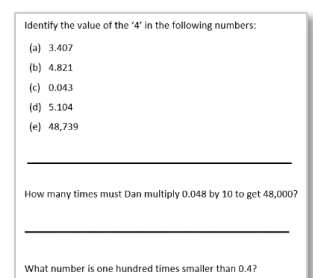 Identify the value of the ‘4’ in the following numbers:
(a) 3.407
(b) 4.821
(c) 0.043
(d) 5.104
(e) 48,739
How many times must Dan multiply 0.048 by 10 to get 48,000?
What number is one hundred times smaller than 0.4?